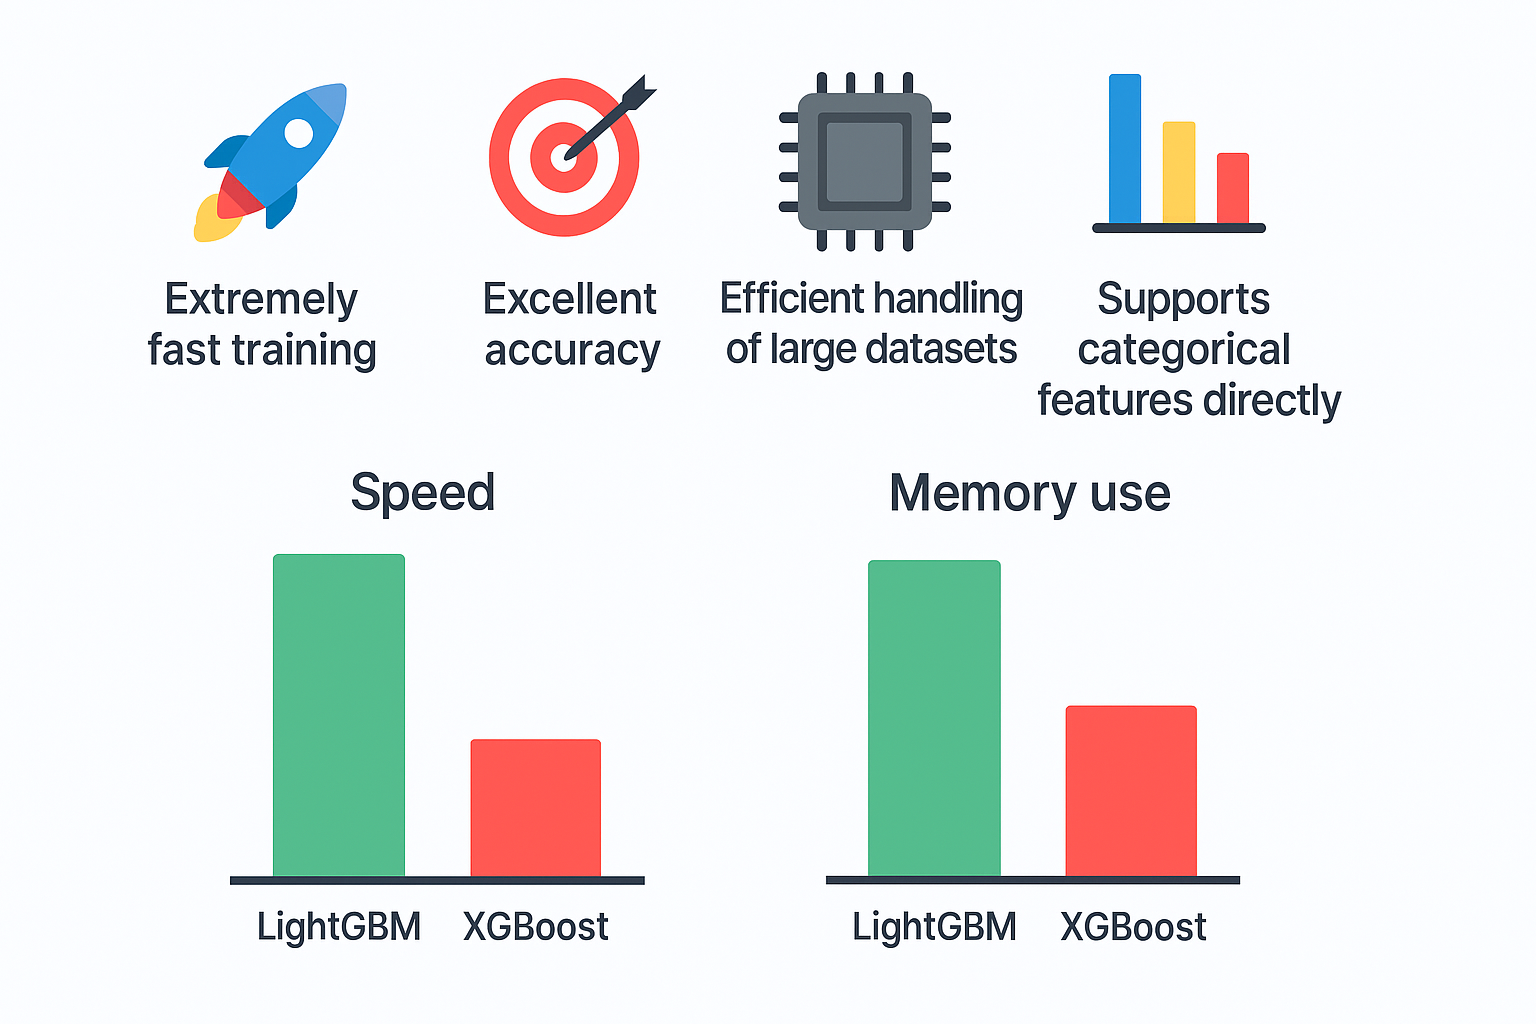 Extremely
fast training
Excellent
accuracy
Efficient handling
of large datasets
Supports
categorical
features directly
Speed
LightGBM
XGBoost
Memory use
LightGBM
XGBoost